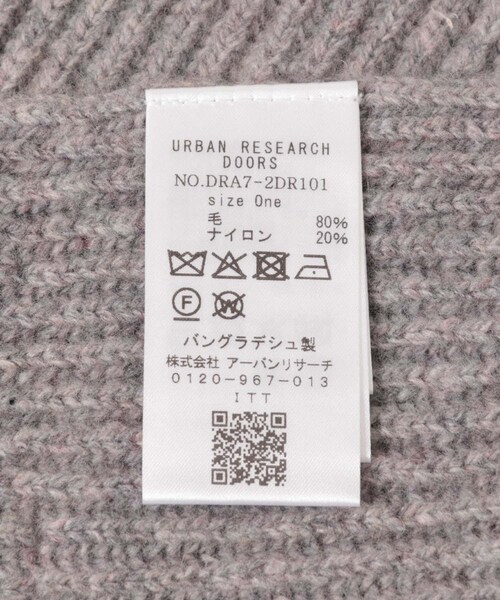 URBAN RESEARCH
DOORS
NO.DRA7-2DR101
size One
毛 80%
ナイロン 20%
F W
バングラデシュ製
株式会社 アーバンリサーチ
0120-967-013
ITT